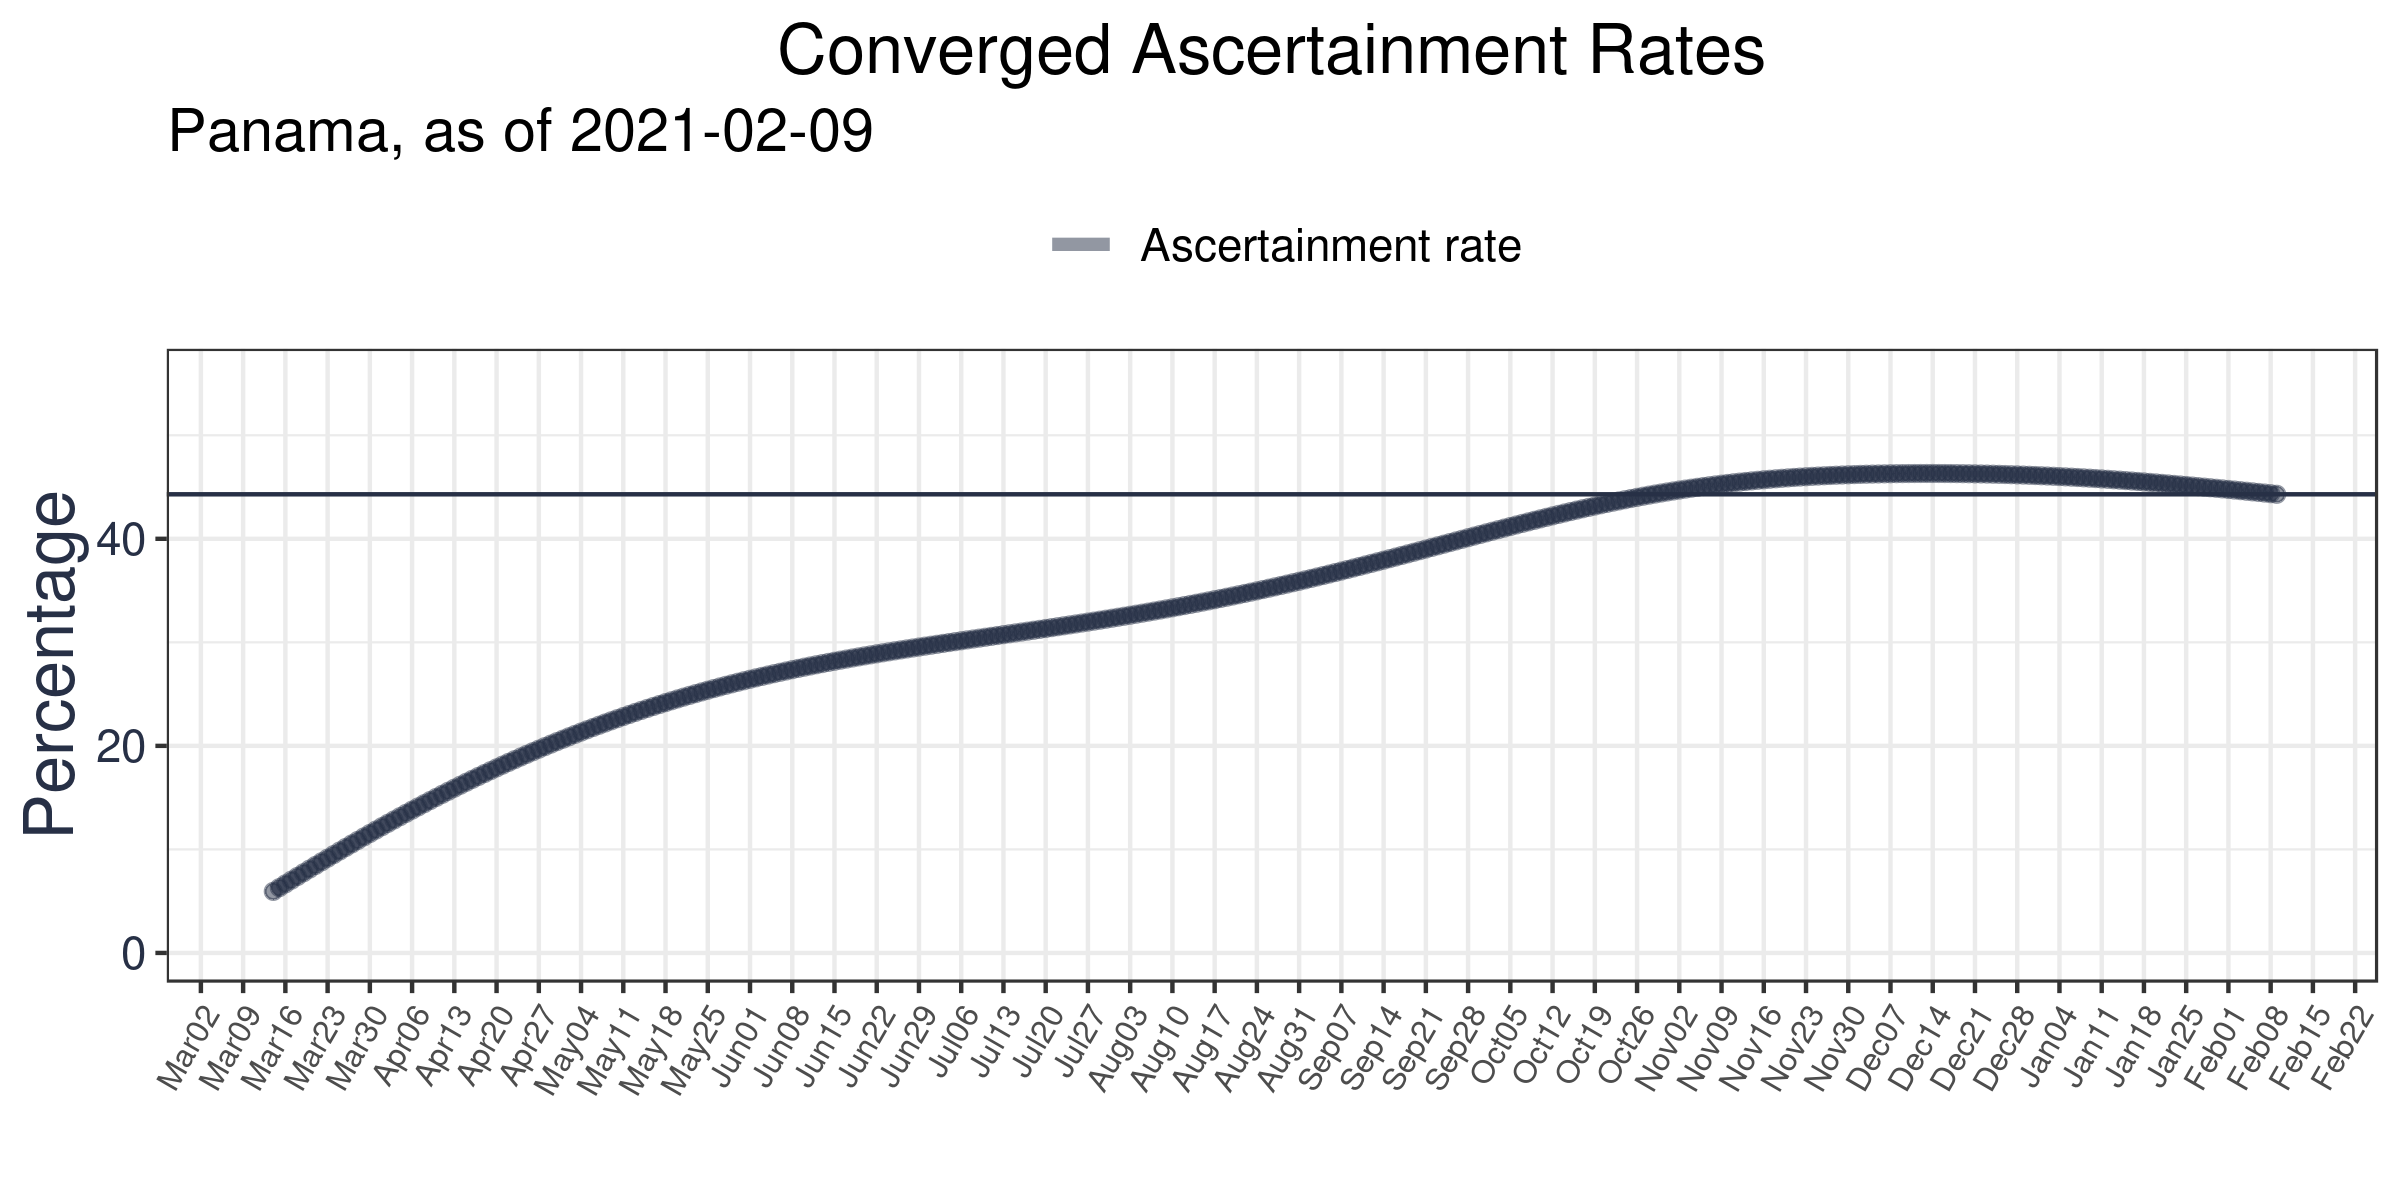 Converged Ascertainment Rates
Panama, as of 2021-02-09
Ascertainment rate
Percentage
40
20
0
Mar02
Mar09
Mar16
Mar23
Mar30
Apr06
Apr13
Apr20
Apr27
May04
May11
May18
May25
Jun01
Jun08
Jun15
Jun22
Jun29
Jul06
Jul13
Jul20
Jul27
Aug03
Aug10
Aug17
Aug24
Aug31
Sep07
Sep14
Sep21
Sep28
Oct05
Oct12
Oct19
Oct26
Nov02
Nov09
Nov16
Nov23
Nov30
Dec07
Dec14
Dec21
Dec28
Jan04
Jan11
Jan18
Jan25
Feb01
Feb08
Feb15
Feb22